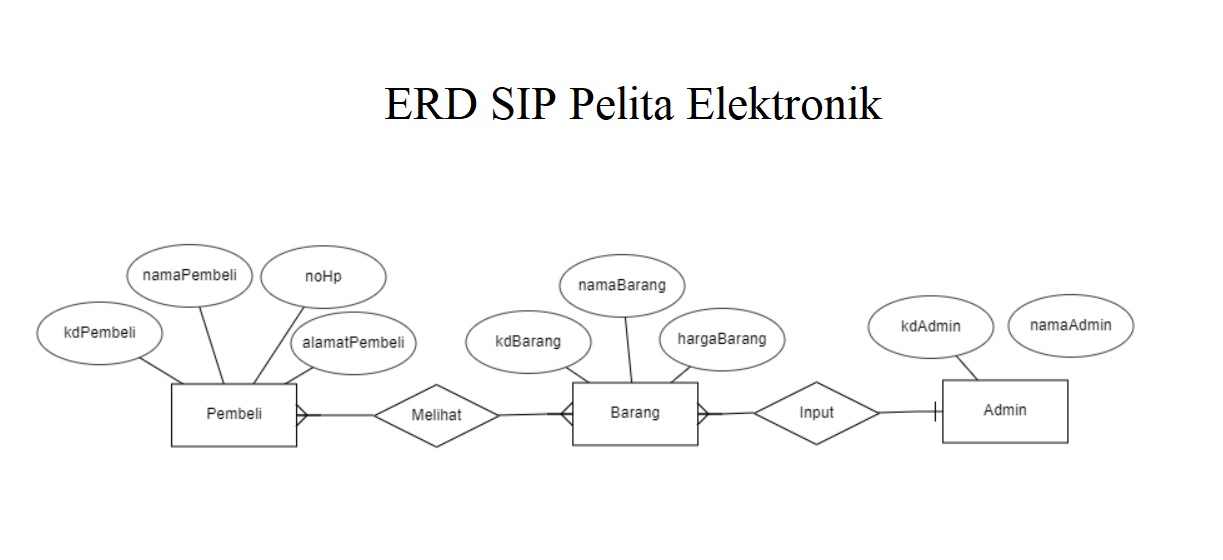 ERD SIP Pelita Elektronik
namaPembeli
noHp
kdPembeli
alamatPembeli
Pembeli
Melihat
namaBarang
kdBarang
hargaBarang
Barang
Input
kdAdmin
namaAdmin
Admin